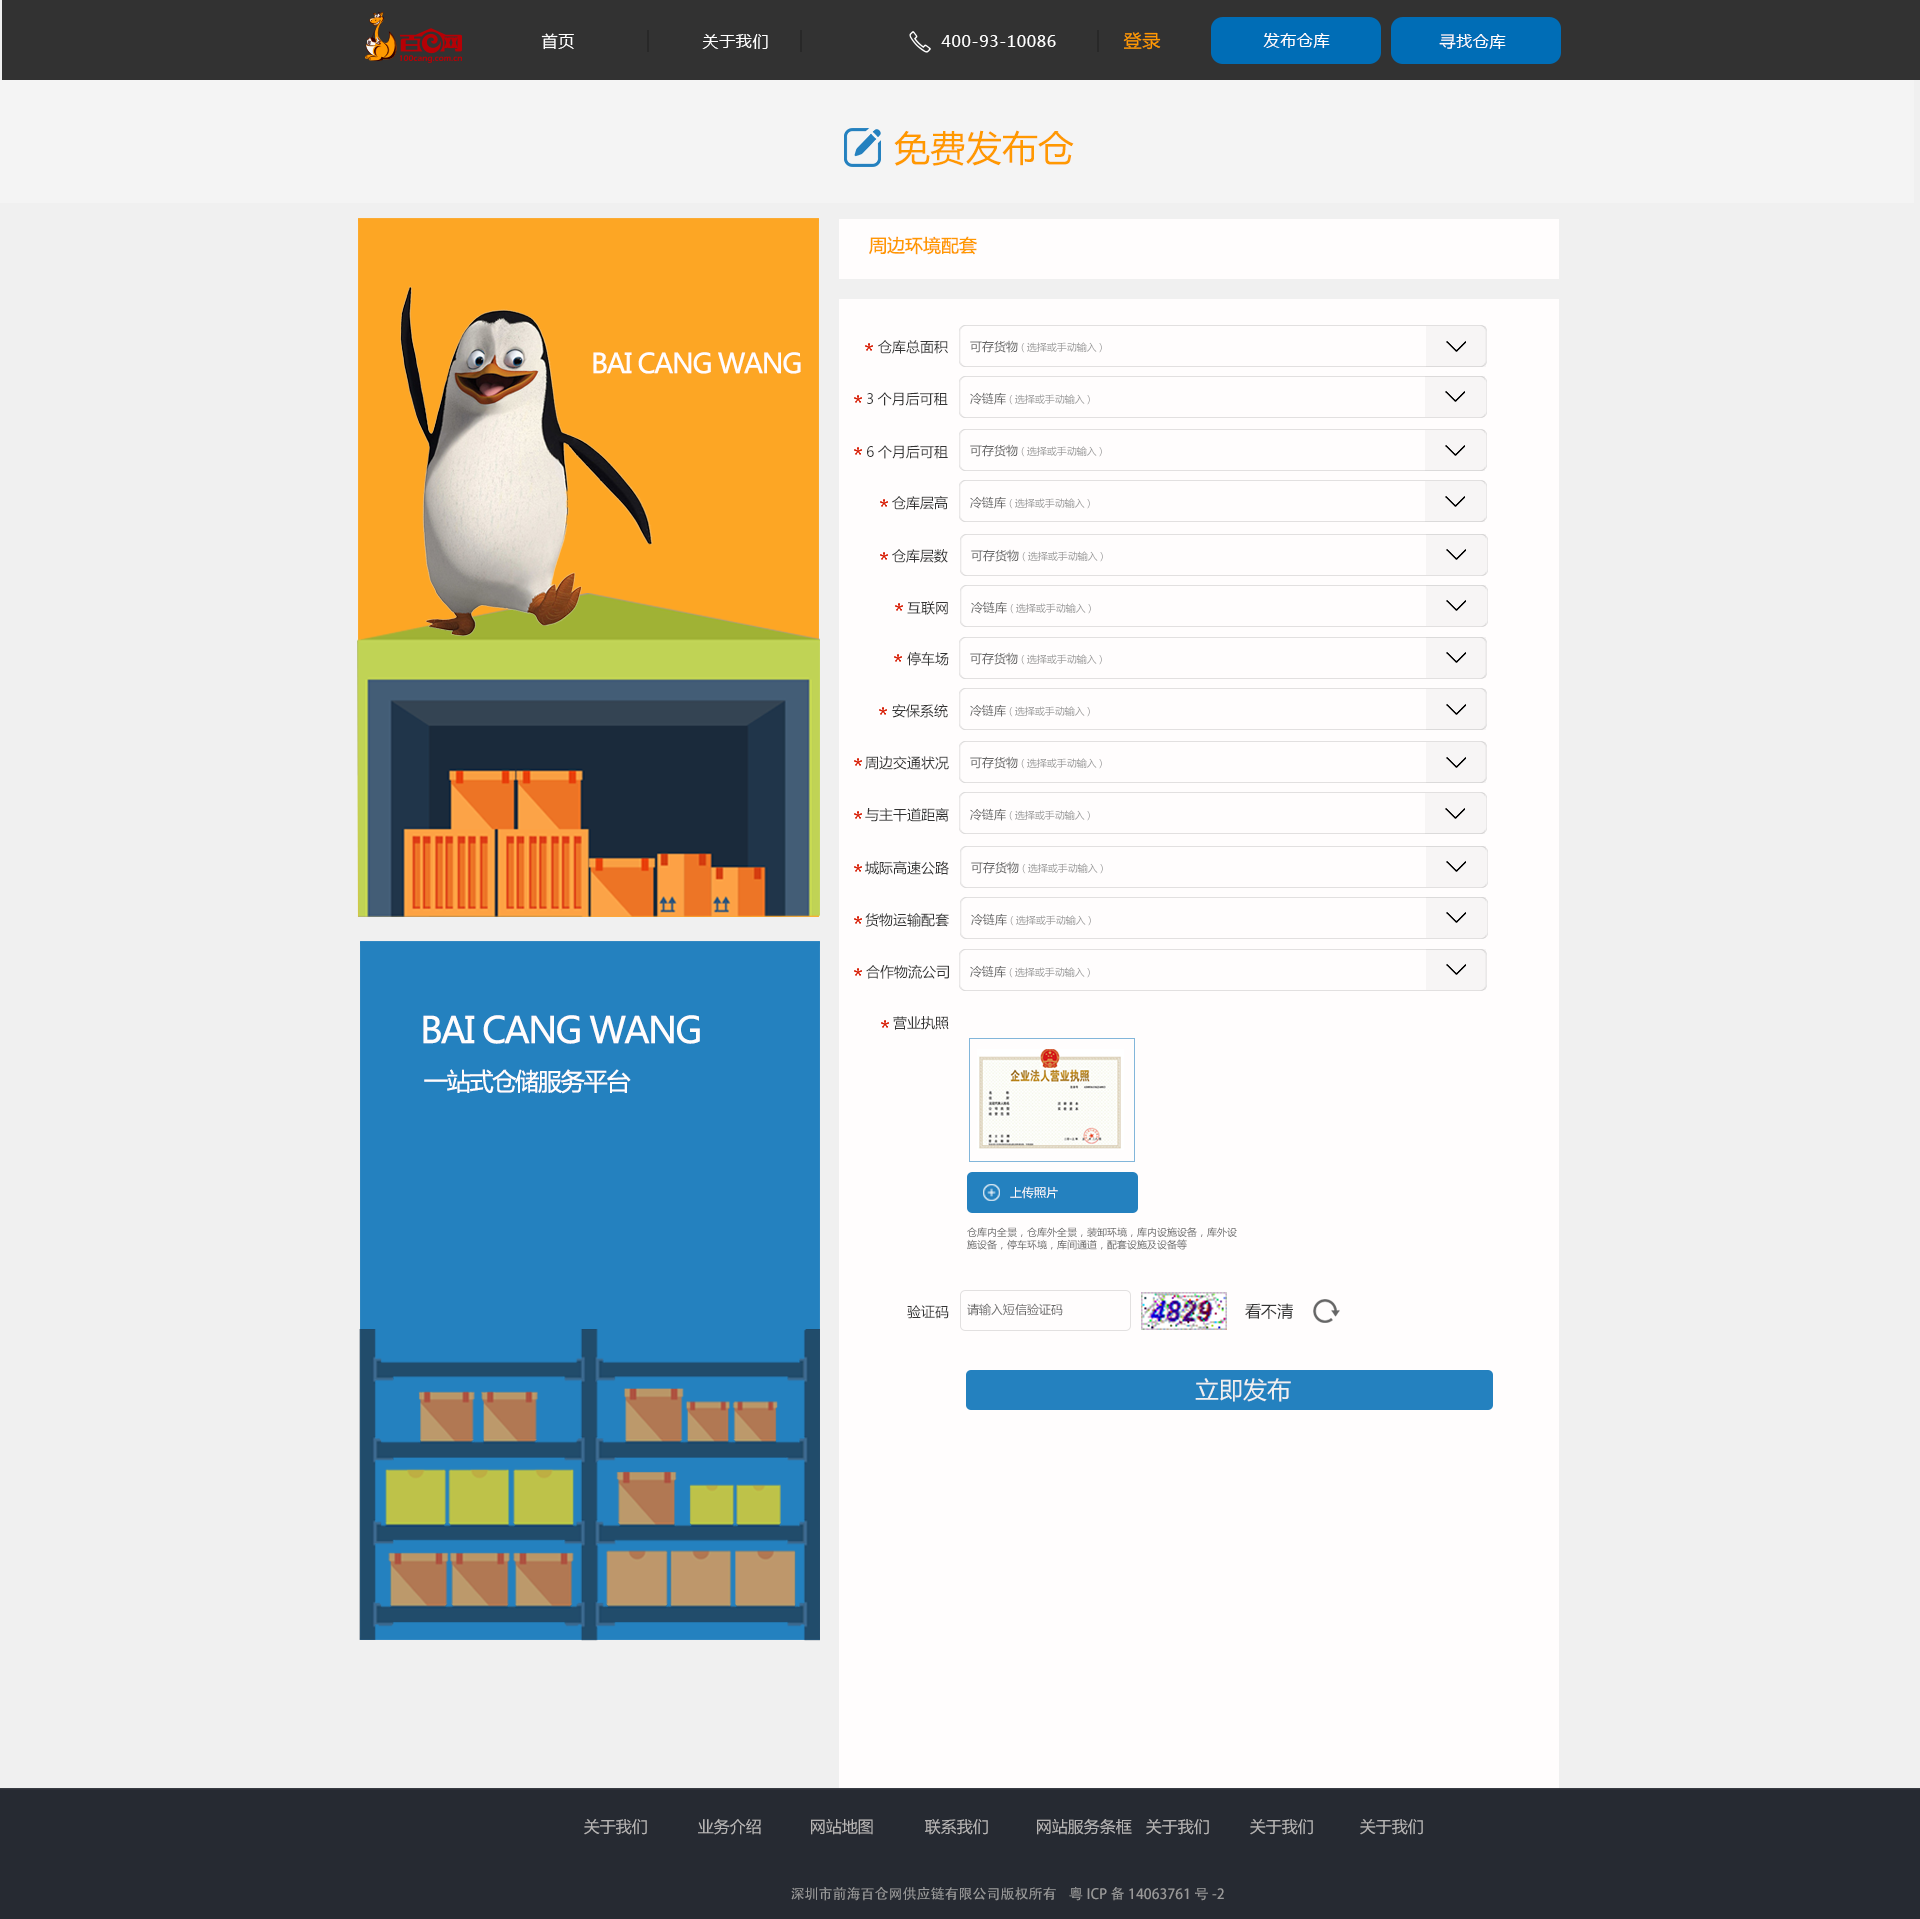 百e网
首页
关于我们
400-93-10086
登录
发布仓库
寻找仓库
免费发布仓
BAI CANG WANG
BAI CANG WANG
一站式仓储服务平台
周边环境配套
* 仓库总面积 可存货物 ( 选择或手动输入 )
* 3 个月后可租 冷链库 ( 选择或手动输入 )
* 6 个月后可租 可存货物 ( 选择或手动输入 )
* 仓库层高 冷链库 ( 选择或手动输入 )
* 仓库层数 可存货物 ( 选择或手动输入 )
* 互联网 冷链库 ( 选择或手动输入 )
* 停车场 可存货物 ( 选择或手动输入 )
* 安保系统 冷链库 ( 选择或手动输入 )
* 周边交通状况 可存货物 ( 选择或手动输入 )
* 与主干道距离 冷链库 ( 选择或手动输入 )
* 城际高速公路 可存货物 ( 选择或手动输入 )
* 货物运输配套 冷链库 ( 选择或手动输入 )
* 合作物流公司 冷链库 ( 选择或手动输入 )
* 营业执照
企业法人营业执照
上传照片
仓库内全景，仓库外全景，装卸环境，库内设施设备，库外设
施设备，停车环境，库间通道，配套设施及设备等
验证码 请输入短信验证码 4829 看不清
立即发布
关于我们 业务介绍 网站地图 联系我们 网站服务条框 关于我们 关于我们 关于我们
深圳市前海百仓网供应链有限公司版权所有 粤 ICP 备 14063761 号 -2